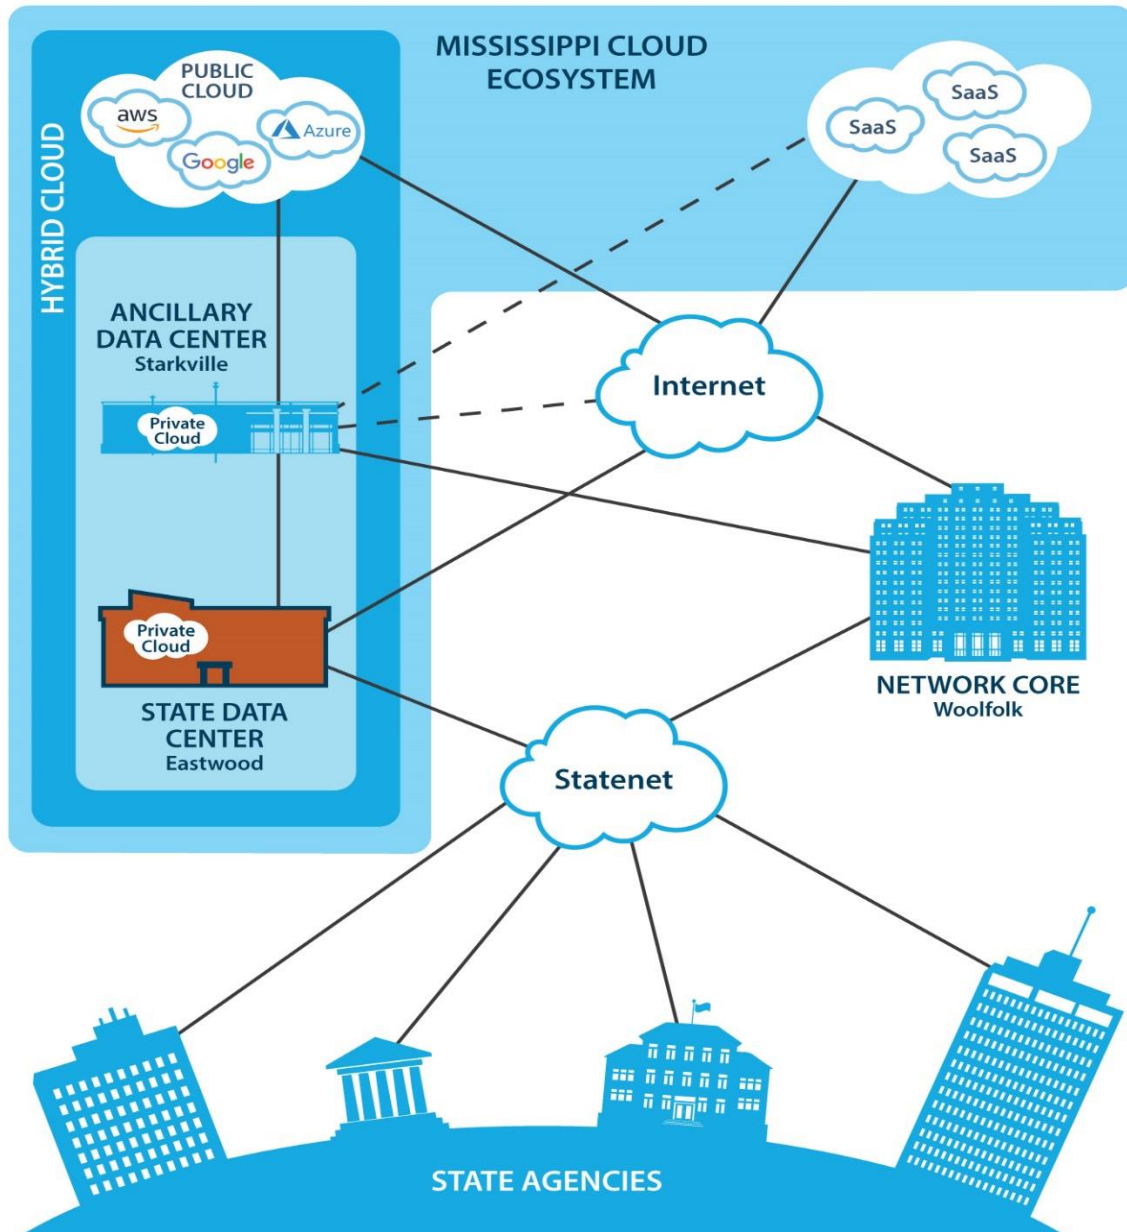 MISSISSIPPI CLOUD
ECOSYSTEM
HYBRID CLOUD
PUBLIC
CLOUD
aws
Azure
Google
SaaS
SaaS
SaaS
ANCILLARY
DATA CENTER
Starkville
Private
Cloud
Internet
Private
Cloud
STATE DATA
CENTER
Eastwood
NETWORK CORE
Woolfolk
Statenet
STATE AGENCIES